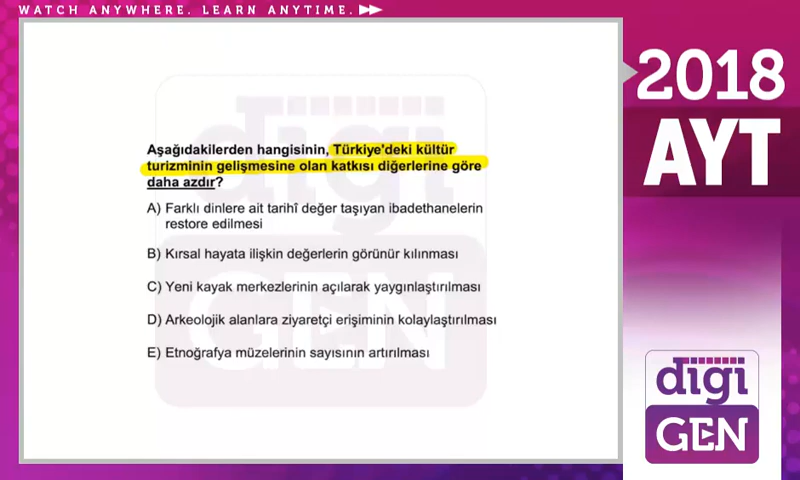 WATCH ANYWHERE. LEARN ANYTIME.
2018
AYT
Aşağıdakilerden hangisinin, Türkiye'deki kültür
turizminin gelişmesine olan katkısı diğerlerine göre
daha azdır?
A) Farklı dinlere ait tarihî değer taşıyan ibadethanelerin
restore edilmesi
B) Kırsal hayata ilişkin değerlerin görünür kılınması
C) Yeni kayak merkezlerinin açılarak yaygınlaştırılması
D) Arkeolojik alanlara ziyaretçi erişiminin kolaylaştırılması
E) Etnoğrafya müzelerinin sayısının artırılması
digi
GEN
digi
GEN